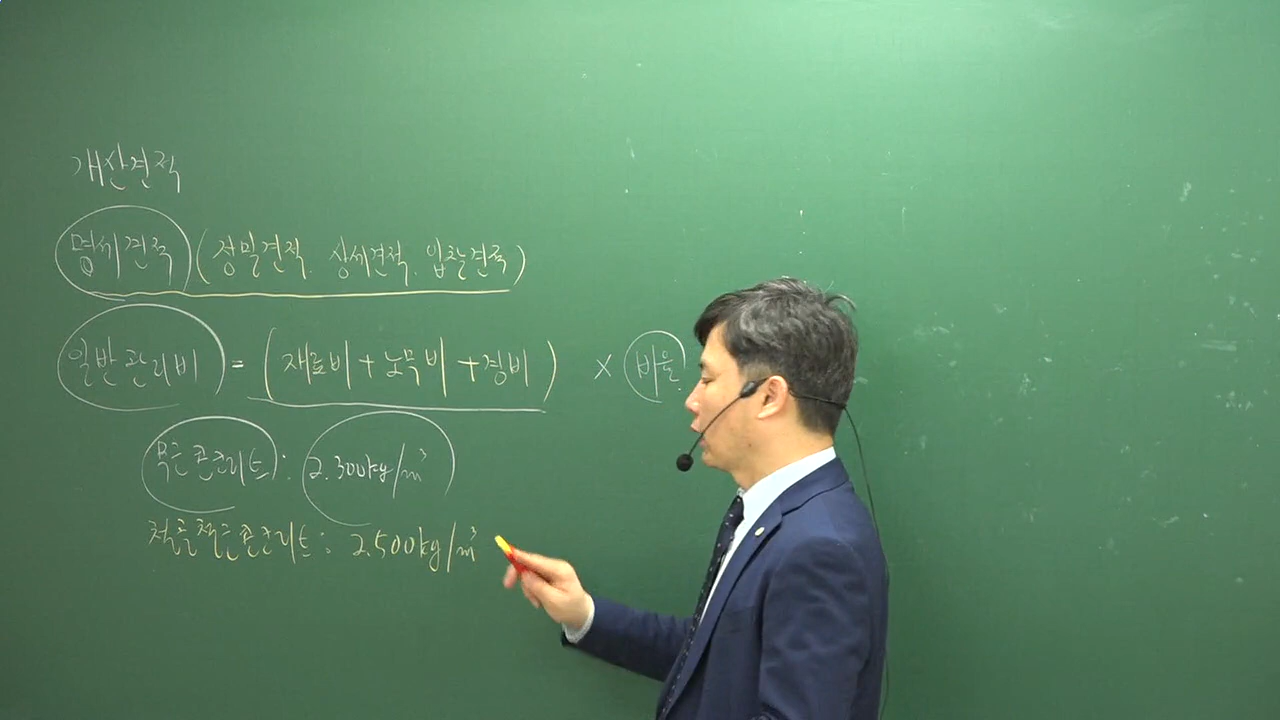 개산견적
명세견적 (정밀견적, 상세견적, 입찰견적)
일반관리비 = (재료비 + 노무비 + 경비) × (비율)
무근콘크리트 : 2.300kg/m³
철골철근콘크리트 : 2.500kg/m³